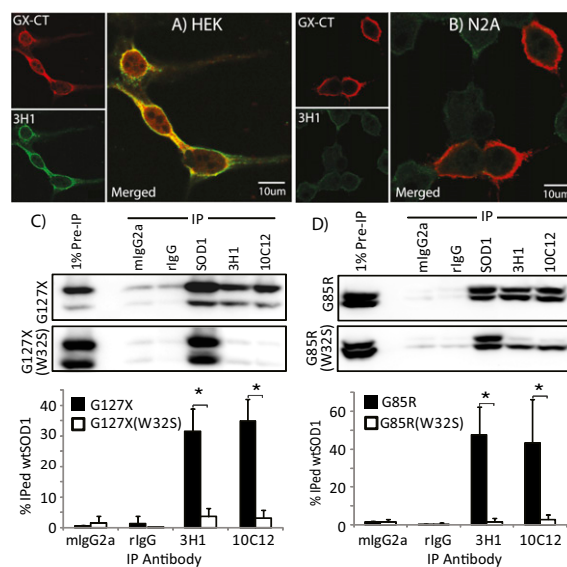 GX-CT
A) HEK
3H1
Merged
10um
GX-CT
B) N2A
3H1
Merged
10um
C)
1% Pre-IP
IP
mIgG2a
rIgG
SOD1
3H1
10C12
G127X
G127X
(W32S)
D)
1% Pre-IP
IP
mIgG2a
rIgG
SOD1
3H1
10C12
G85R
G85R
(W32S)
% IPed wtSOD1
40
30
20
10
0
G127X
G127X(W32S)
*
*
mIgG2a
rIgG
3H1
10C12
IP Antibody
% IPed wtSOD1
60
40
20
0
G85R
G85R(W32S)
*
*
mIgG2a
rIgG
3H1
10C12
IP Antibody